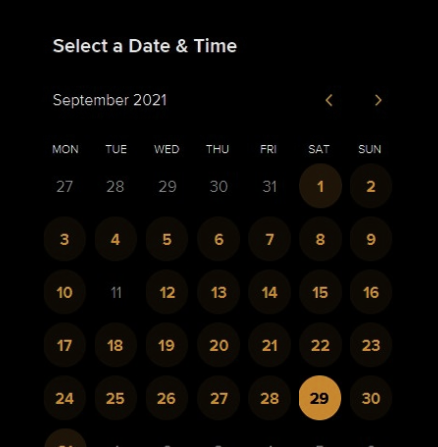 Select a Date & Time
September 2021
MON TUE WED THU FRI SAT SUN
27 28 29 30 31 1 2
3 4 5 6 7 8 9
10 11 12 13 14 15 16
17 18 19 20 21 22 23
24 25 26 27 28 29 30